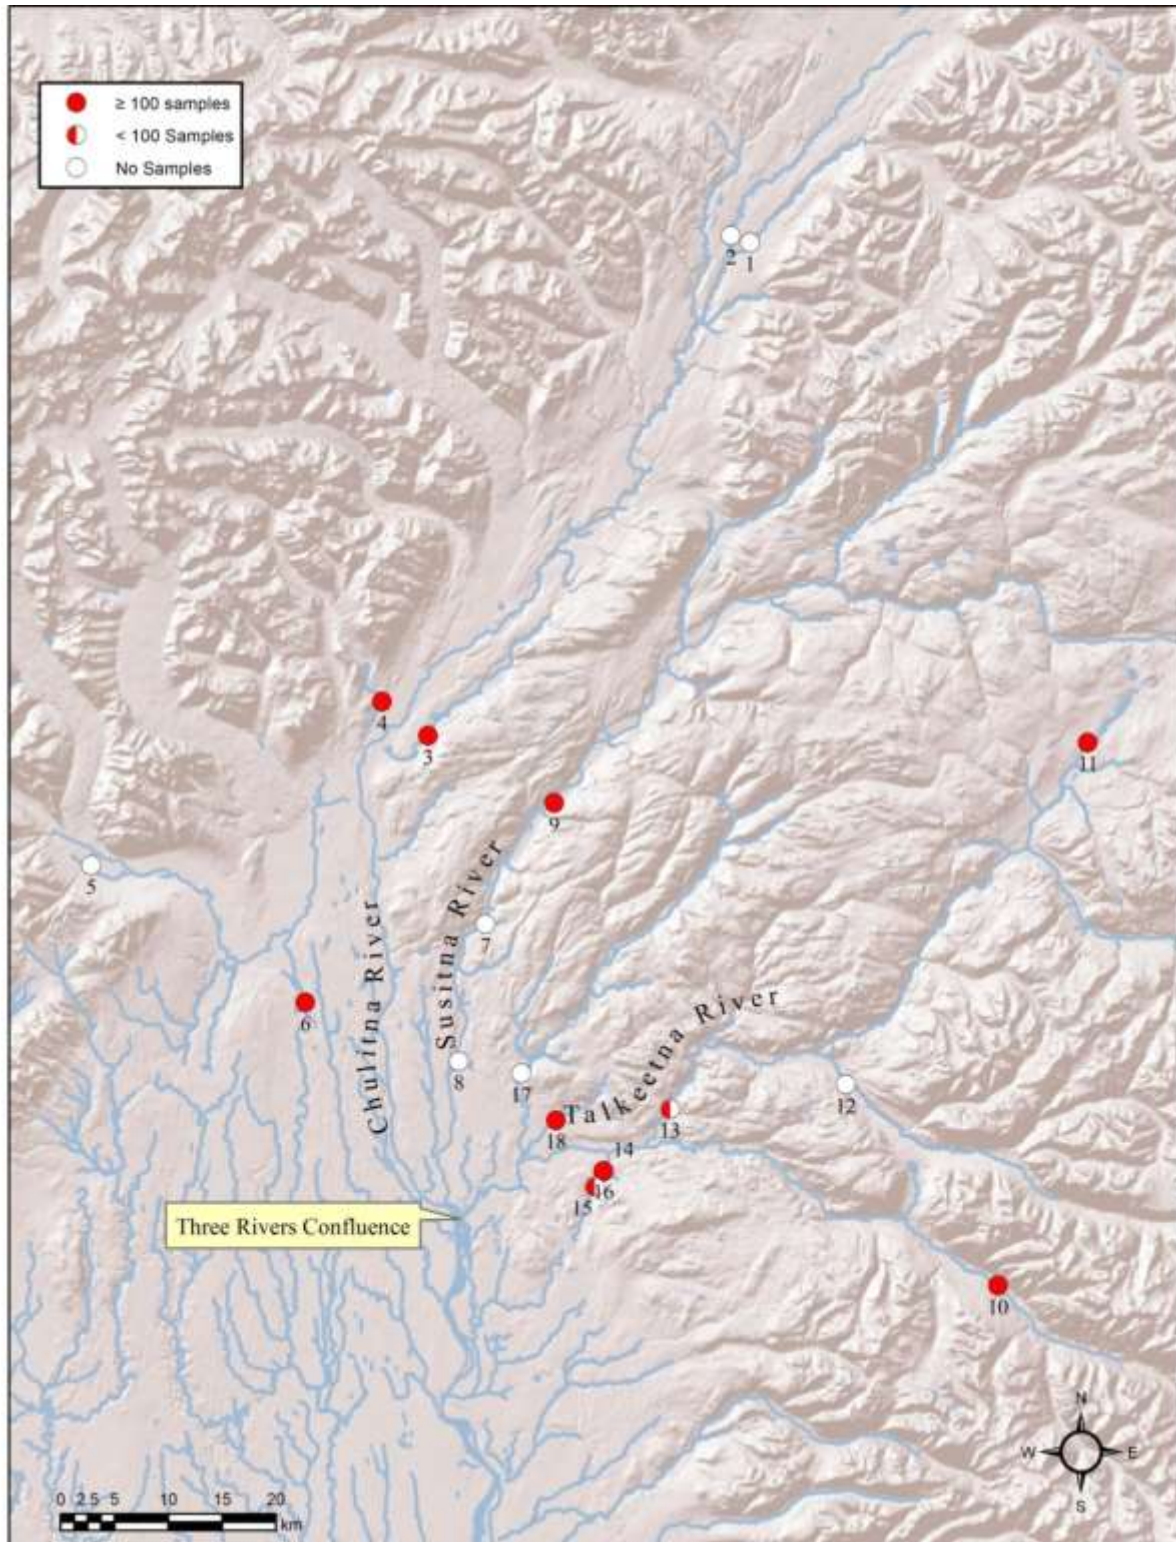 ≥ 100 samples
< 100 Samples
No Samples
2
1
4
3
11
9
5
7
Susitna River
Chulitna River
6
Talkeetna River
8
17
12
13
18
14
16
15
Three Rivers Confluence
10
N
W
E
S
0 2.5 5 10 15 20
km